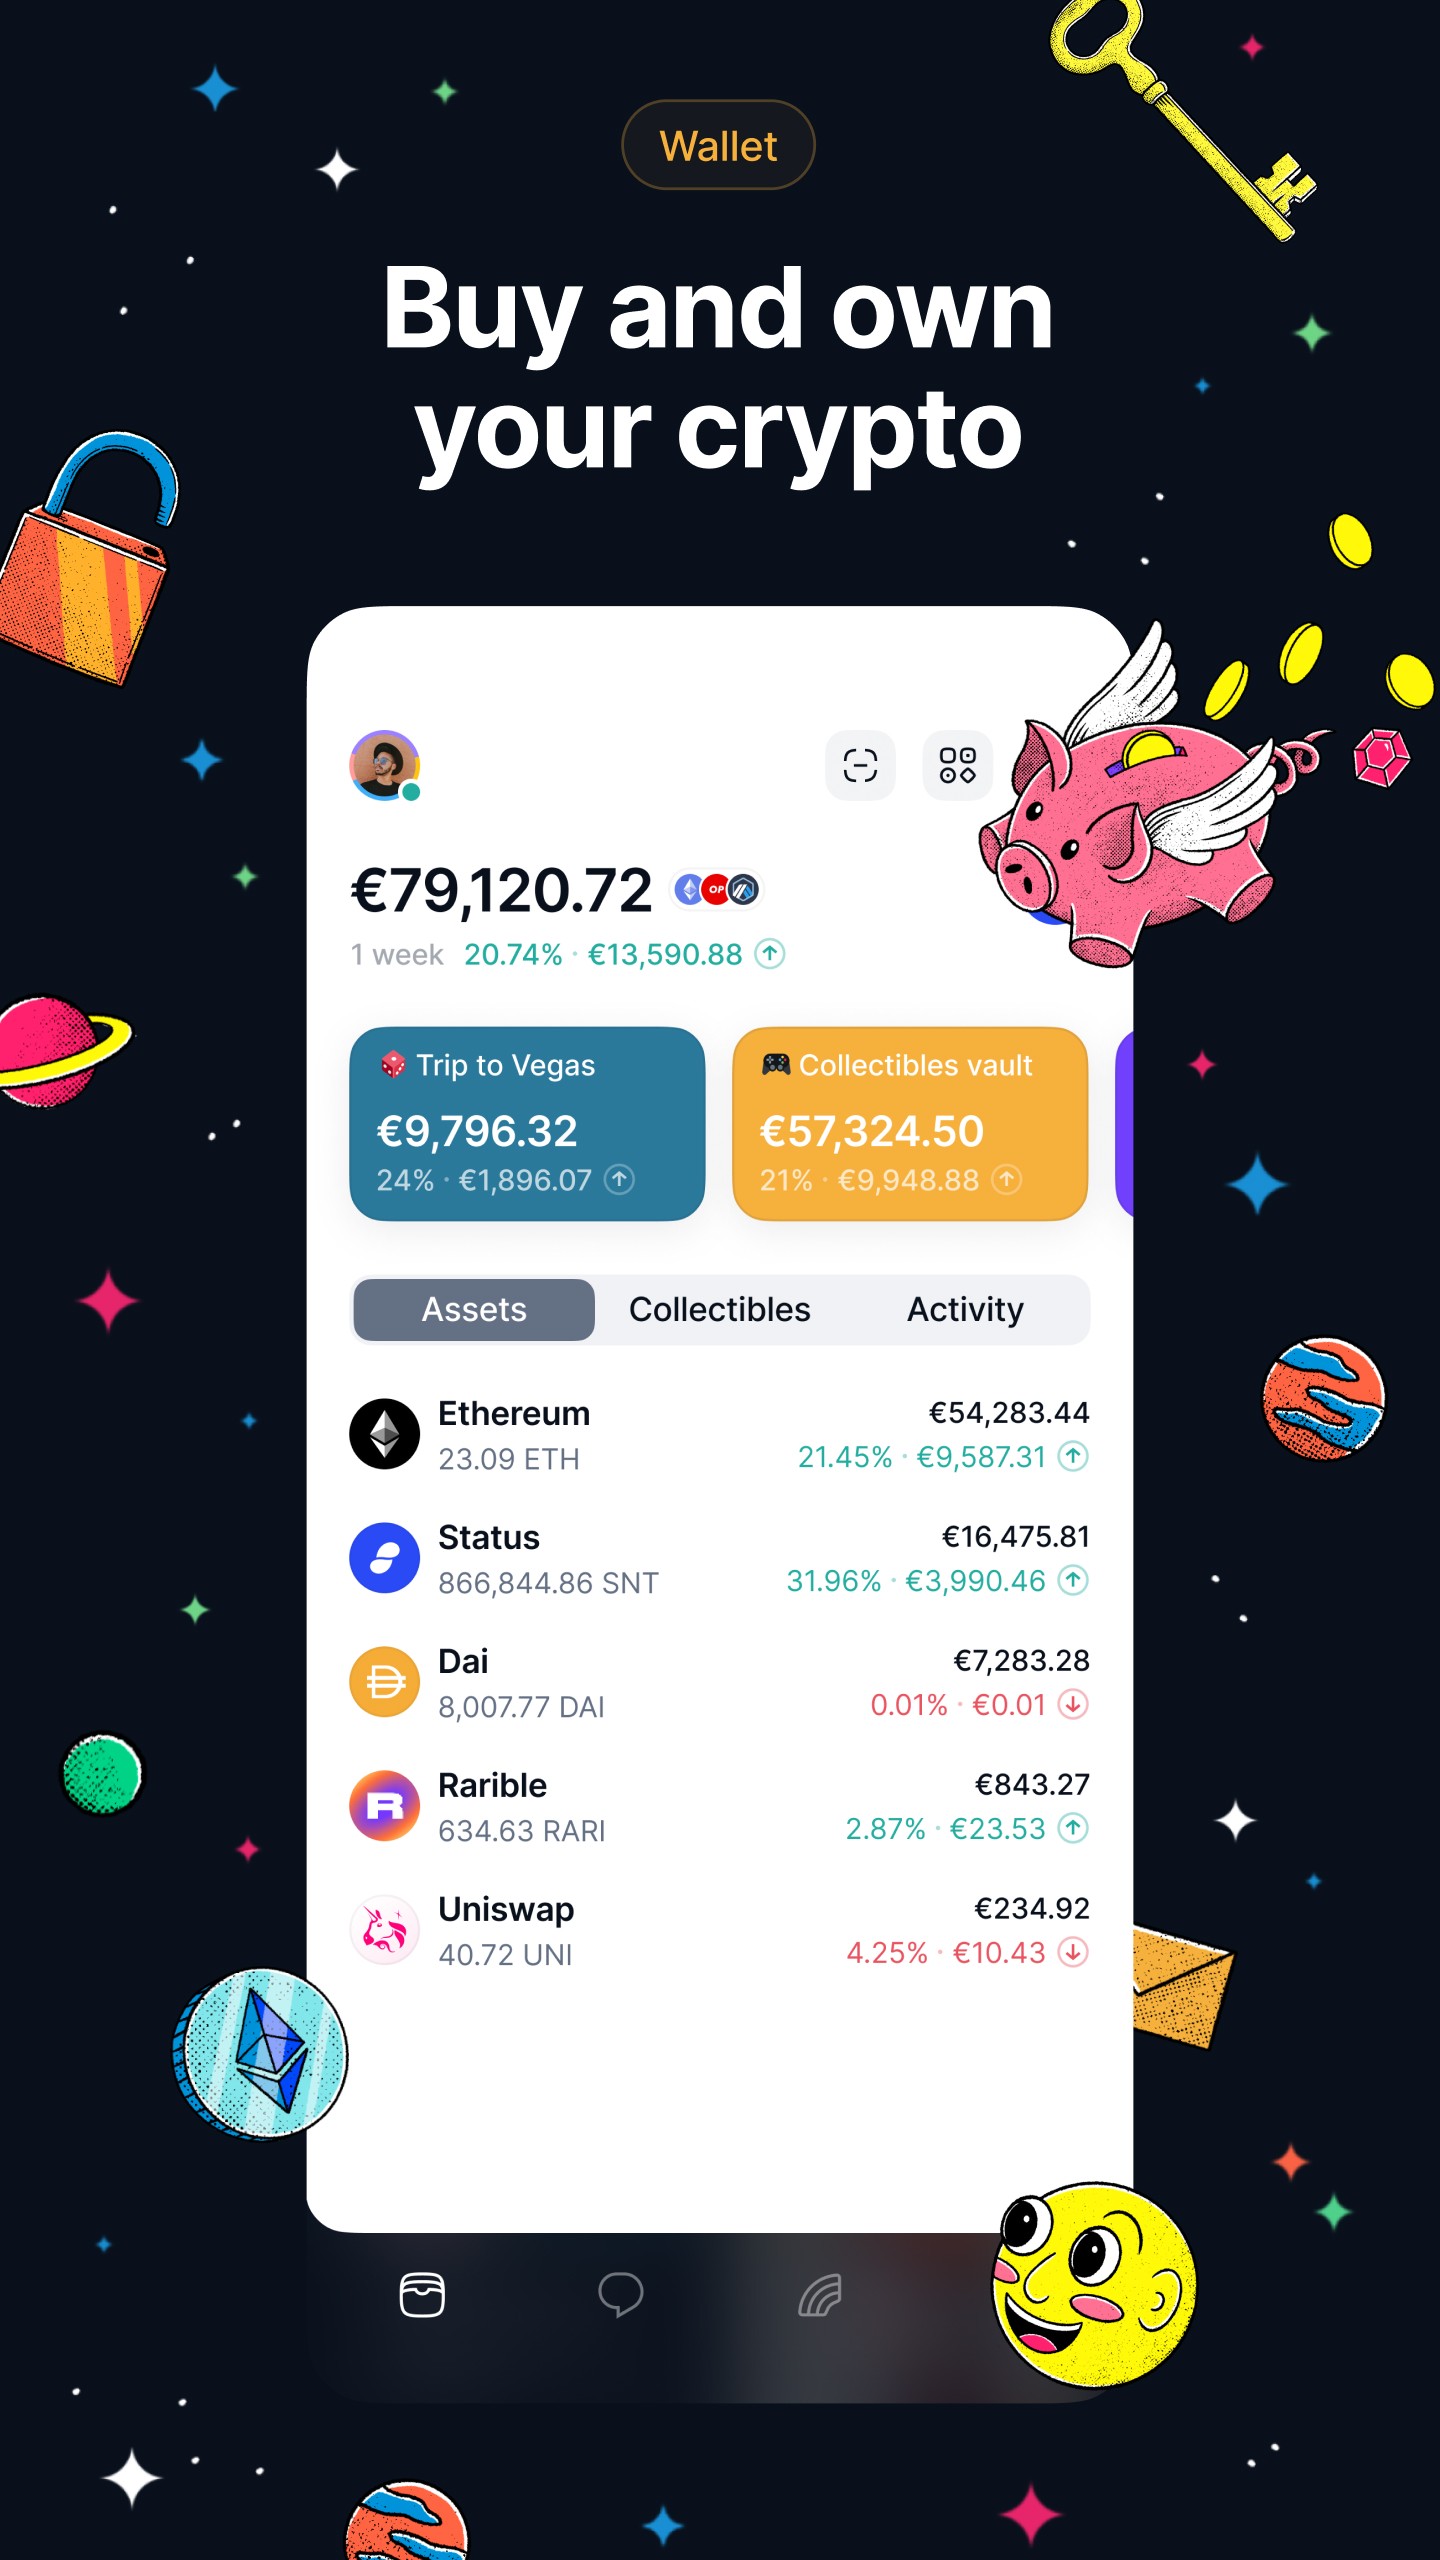 Wallet
Buy and own
your crypto
€79,120.72 OP
1 week 20.74% · €13,590.88
Trip to Vegas
€9,796.32
24% · €1,896.07
Collectibles vault
€57,324.50
21% · €9,948.88
Assets Collectibles Activity
Ethereum €54,283.44
23.09 ETH 21.45% · €9,587.31
Status €16,475.81
866,844.86 SNT 31.96% · €3,990.46
Dai €7,283.28
8,007.77 DAI 0.01% · €0.01
Rarible €843.27
634.63 RARI 2.87% · €23.53
Uniswap €234.92
40.72 UNI 4.25% · €10.43